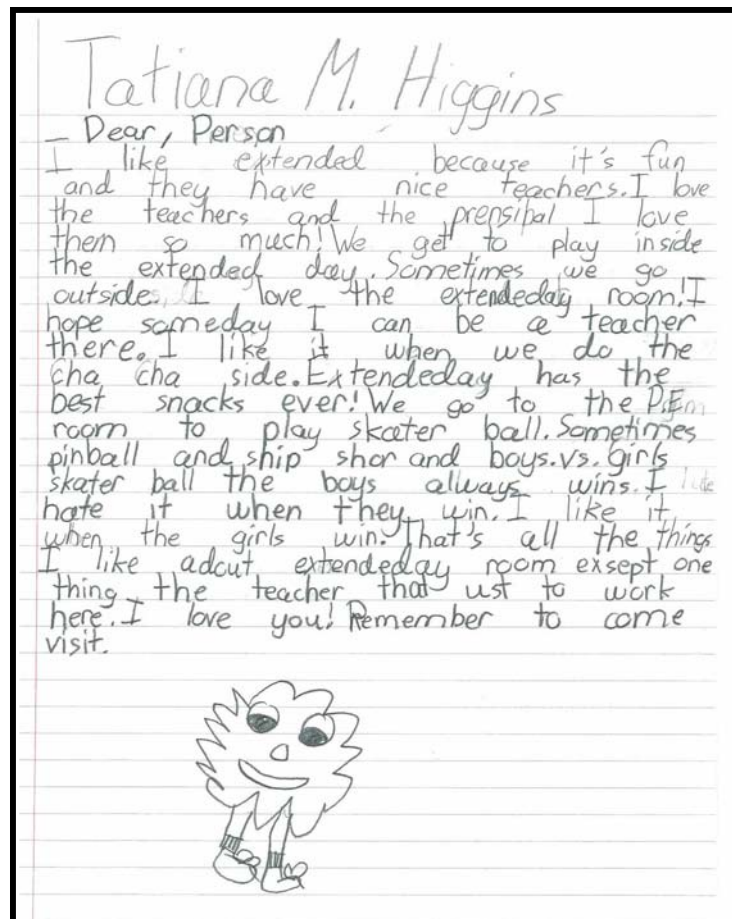 Tatiana M. Higgins
Dear, Person
I like extended because it's fun
and they have nice teachers. I love
the teachers and the prensibal I love
them so much! We get to play inside
the extended day. Sometimes we go
outside. I love the extendeday room! I
hope someday I can be a teacher
there. I like it when we do the
cha cha side. Extendeday has the
best snacks ever! We go to the P.E
room to play skater ball. Sometimes
pinball and ship shor and boys. vs. girls
skater ball the boys always wins. I
hate it when they win. I like it
when the girls win. That's all the things
I like adcut extendeday room exsept one
thing the teacher that ust to work
here. I love you! Remember to come
visit.